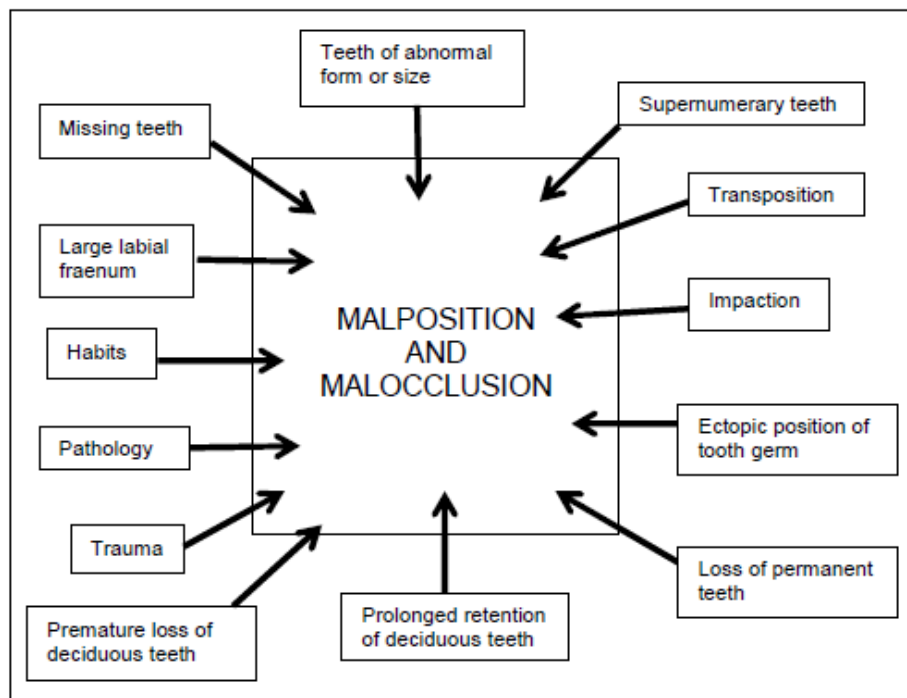 Teeth of abnormal
form or size
Supernumerary teeth
Missing teeth
Transposition
Large labial
fraenum
Impaction
MALPOSITION
AND
MALOCCLUSION
Habits
Ectopic position of
tooth germ
Pathology
Trauma
Loss of permanent
teeth
Prolonged retention
of deciduous teeth
Premature loss of
deciduous teeth